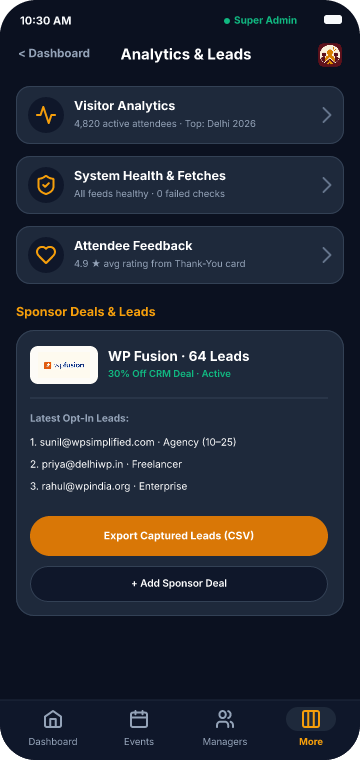 10:30 AM
Super Admin
< Dashboard
Analytics & Leads
Visitor Analytics
4,820 active attendees · Top: Delhi 2026
System Health & Fetches
All feeds healthy · 0 failed checks
Attendee Feedback
4.9 ★ avg rating from Thank-You card
Sponsor Deals & Leads
wpfusion
WP Fusion · 64 Leads
30% Off CRM Deal · Active
Latest Opt-In Leads:
1. sunil@wpsimplified.com · Agency (10–25)
2. priya@delhiwp.in · Freelancer
3. rahul@wpindia.org · Enterprise
Export Captured Leads (CSV)
+ Add Sponsor Deal
Dashboard
Events
Managers
More